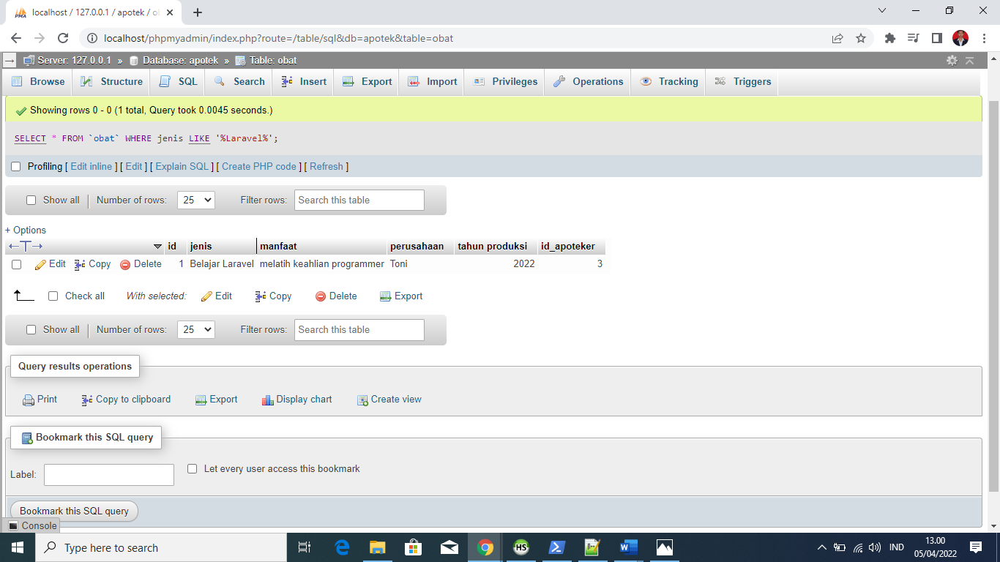 localhost / 127.0.0.1 / apotek / ob
localhost/phpmyadmin/index.php?route=/table/sql&db=apotek&table=obat
Server: 127.0.0.1 » Database: apotek » Table: obat
Browse Structure SQL Search Insert Export Import Privileges Operations Tracking Triggers
Showing rows 0 - 0 (1 total, Query took 0.0045 seconds.)
SELECT * FROM `obat` WHERE jenis LIKE '%Laravel%';
Profiling [ Edit inline ] [ Edit ] [ Explain SQL ] [ Create PHP code ] [ Refresh ]
Show all Number of rows: 25 Filter rows: Search this table
+ Options
←T→ id jenis manfaat perusahaan tahun produksi id_apoteker
Edit Copy Delete 1 Belajar Laravel melatih keahlian programmer Toni 2022 3
Check all With selected: Edit Copy Delete Export
Show all Number of rows: 25 Filter rows: Search this table
Query results operations
Print Copy to clipboard Export Display chart Create view
Bookmark this SQL query
Label: Let every user access this bookmark
Bookmark this SQL query
Console
Type here to search
HS
IND
13.00
05/04/2022